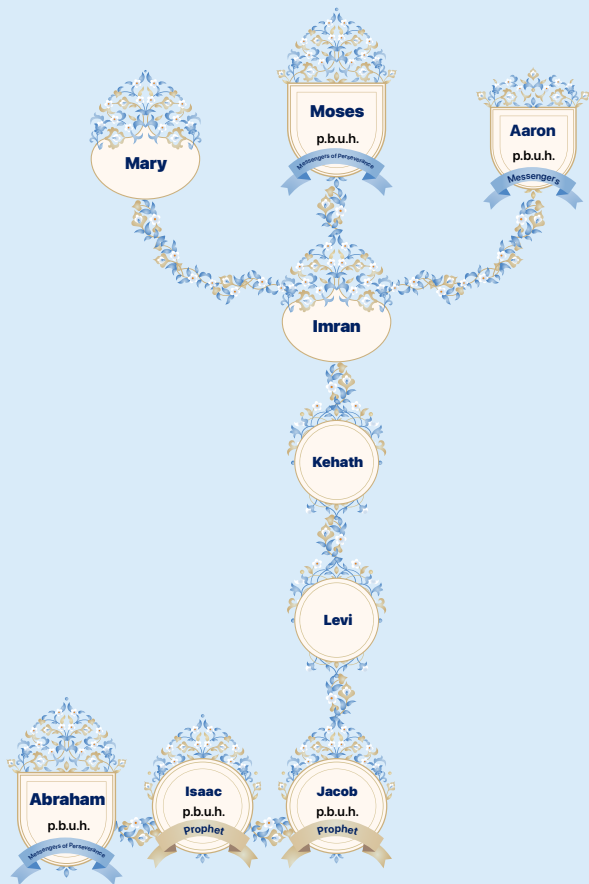 Moses
p.b.u.h.
Messengers of Perseverance
Mary
Aaron
p.b.u.h.
Messengers
Imran
Kehath
Levi
Abraham
p.b.u.h.
Messengers of Perseverance
Isaac
p.b.u.h.
Prophet
Jacob
p.b.u.h.
Prophet